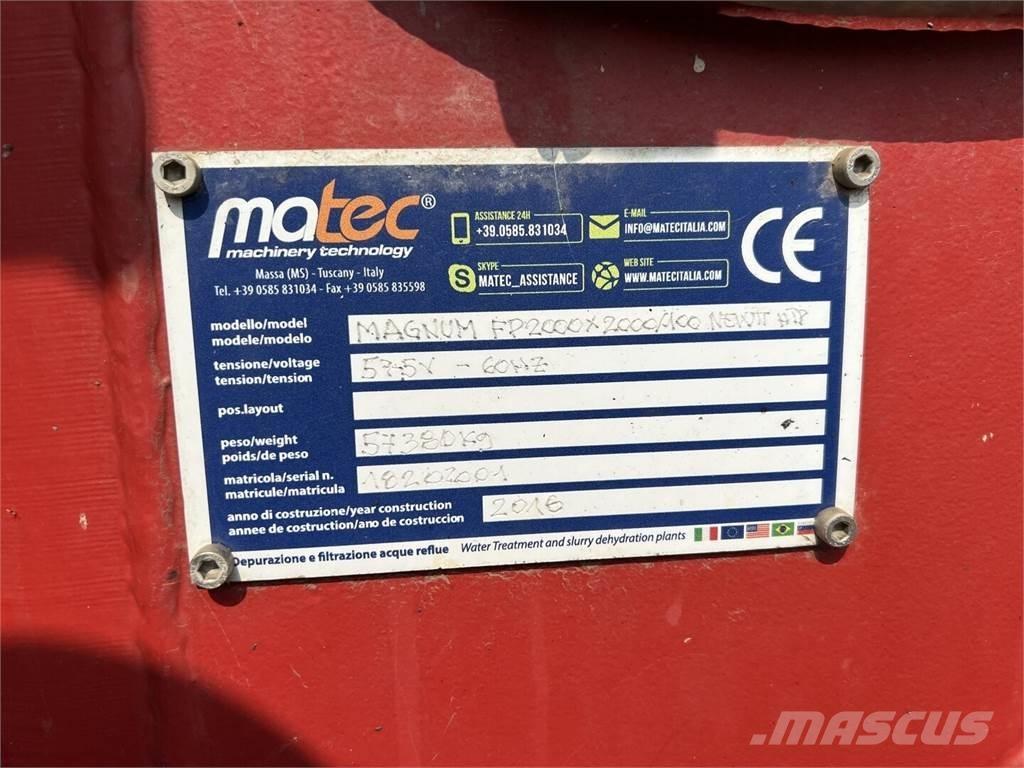 matec®
machinery technology
Massa (MS) - Tuscany - Italy
Tel. +39 0585 831034 - Fax +39 0585 835598
ASSISTANCE 24H
+39.0585.831034
E-MAIL
INFO@MATECITALIA.COM
SKYPE
MATEC_ASSISTANCE
WEB SITE
WWW.MATECITALIA.COM
CE
modello/model
modele/modelo
MAGNUM FP2000X2000/
tensione/voltage
tension/tension
575V - 60HZ
pos.layout
peso/weight
poids/de peso
57380Kg
matricola/serial n.
matricule/matricula
18202001
anno di costruzione/year construction
annee de costruction/ano de costruccion
2016
Depurazione e filtrazione acque reflue Water Treatment and slurry dehydration plants
MASCUS